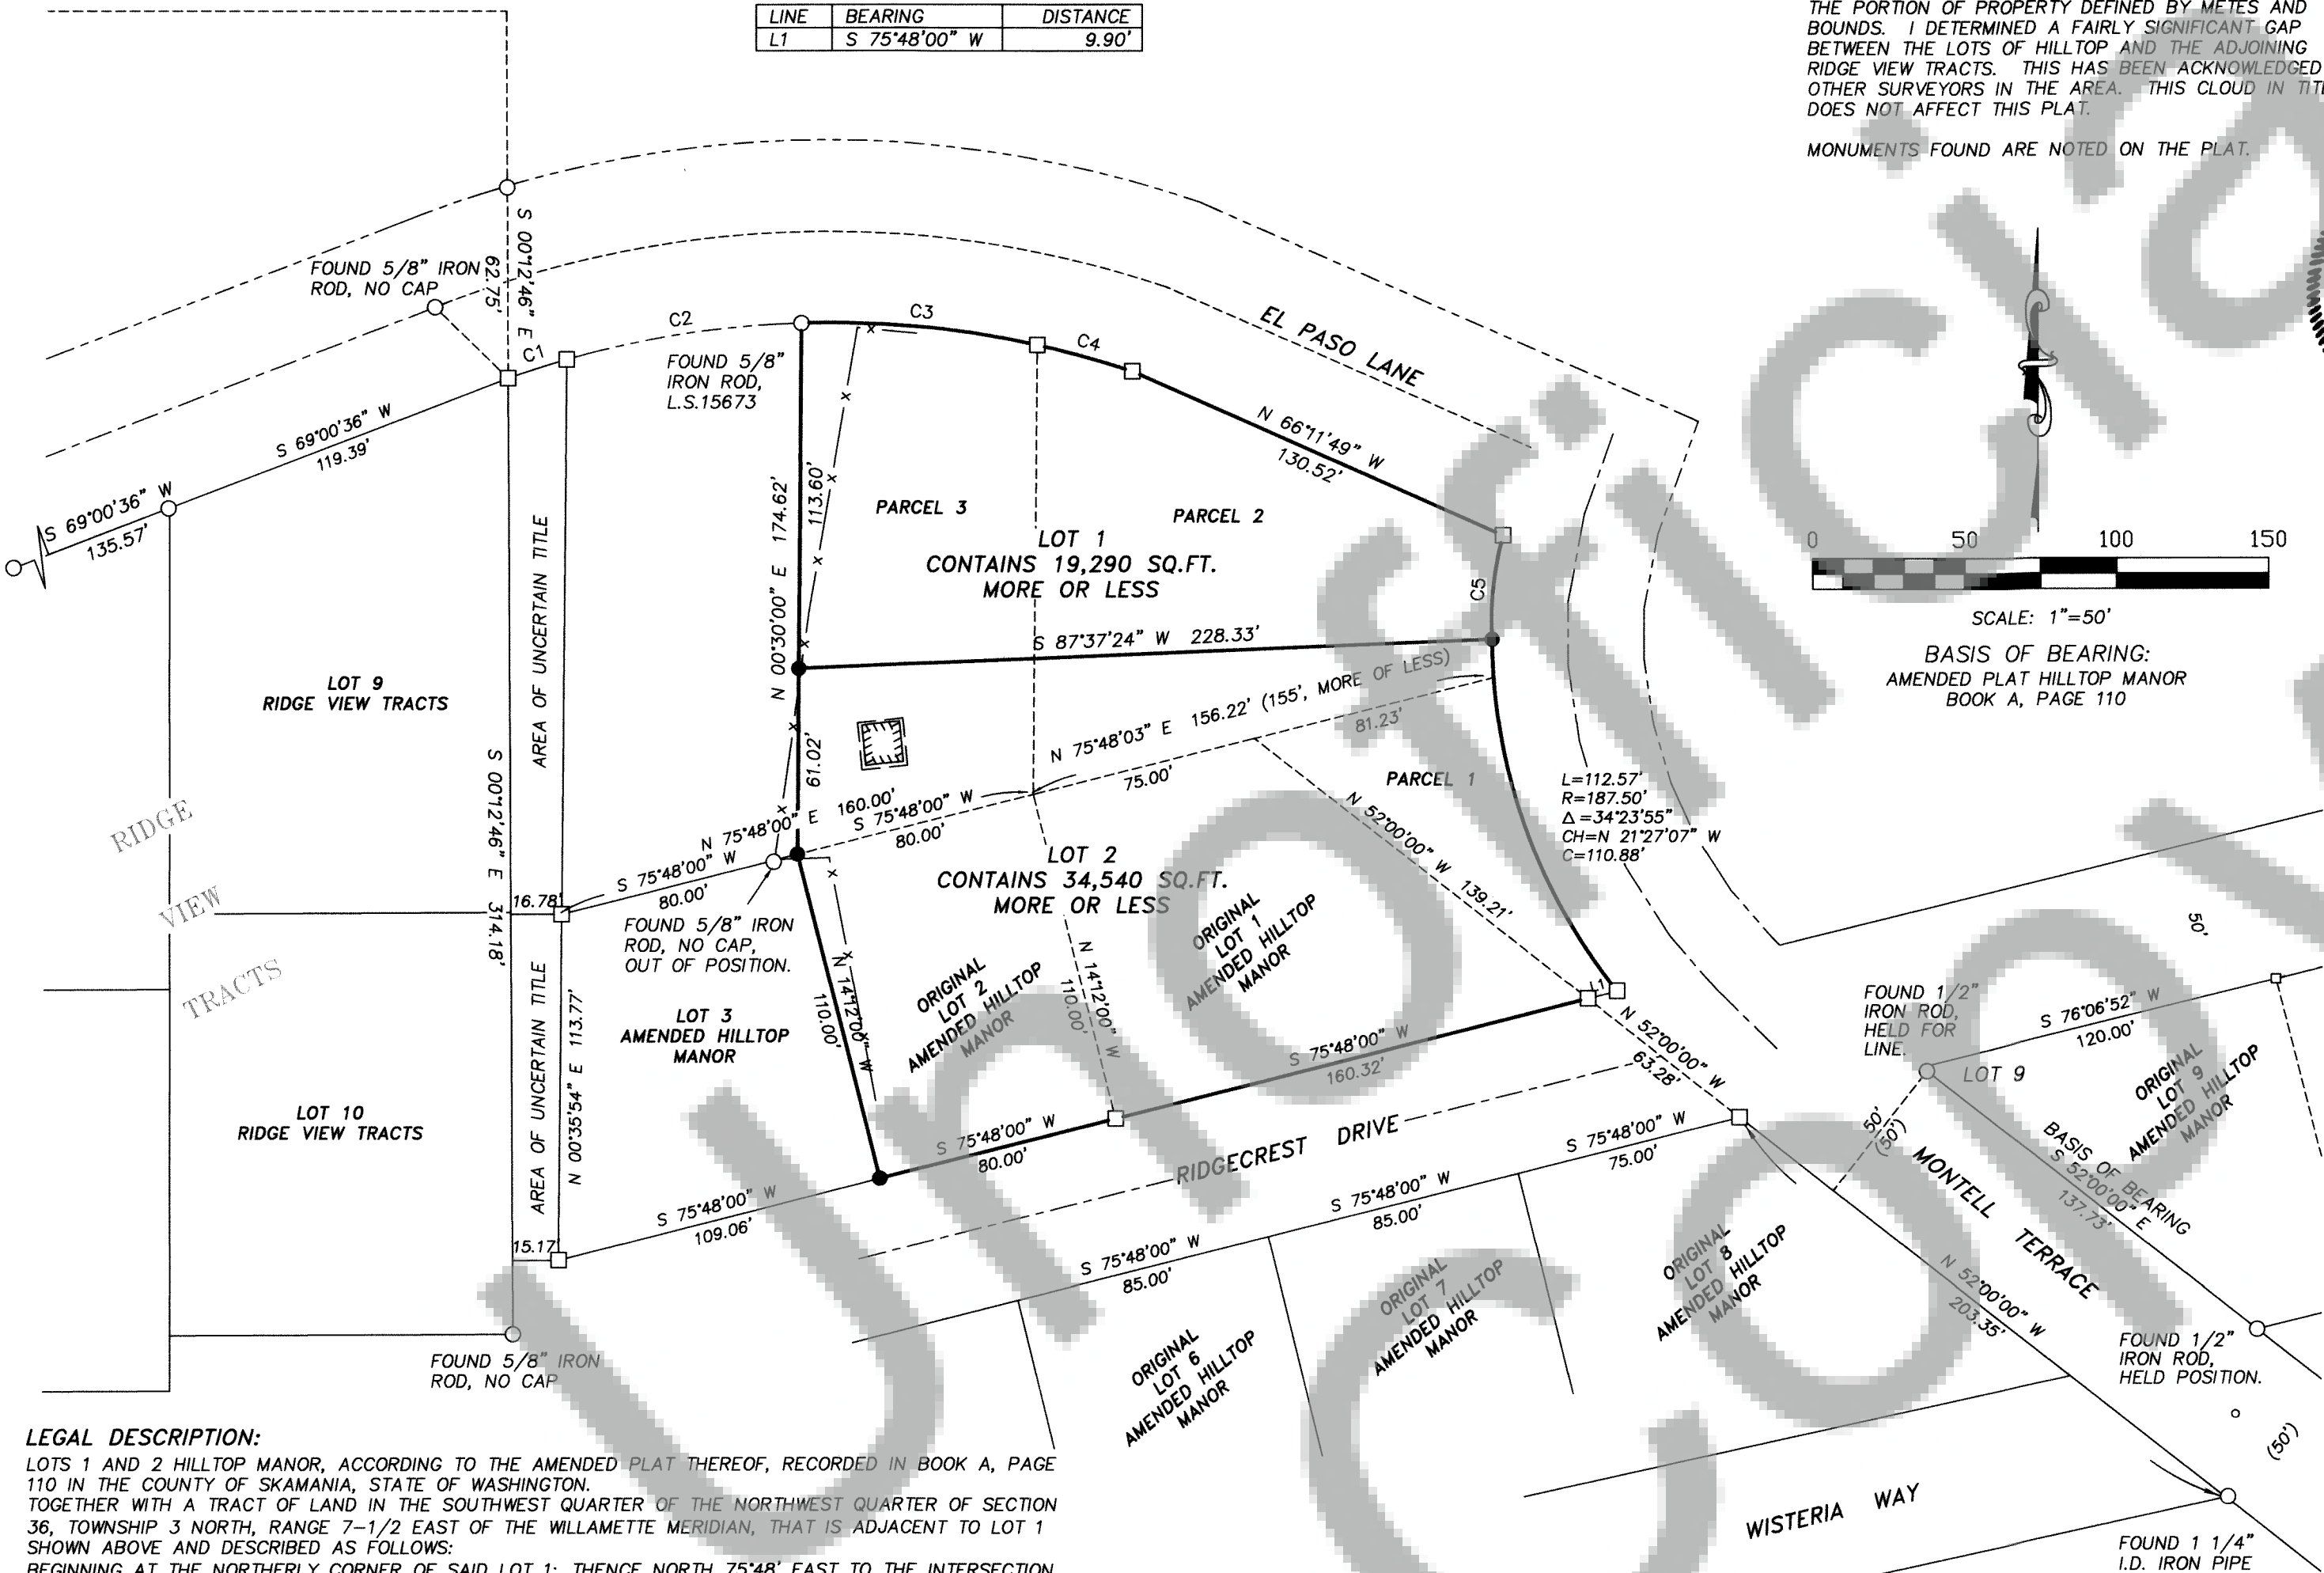 LINE BEARING DISTANCE
L1 S 75°48'00" W 9.90'
THE PORTION OF PROPERTY DEFINED BY METES AND
BOUNDS. I DETERMINED A FAIRLY SIGNIFICANT GAP
BETWEEN THE LOTS OF HILLTOP AND THE ADJOINING
RIDGE VIEW TRACTS. THIS HAS BEEN ACKNOWLEDGED
OTHER SURVEYORS IN THE AREA. THIS CLOUD IN
DOES NOT AFFECT THIS PLAT.
MONUMENTS FOUND ARE NOTED ON THE PLAT.
S 00°12'46" E
62.75'
FOUND 5/8" IRON
ROD, NO CAP
C1
C2
C3
C4
FOUND 5/8"
IRON ROD,
L.S.15673
EL PASO LANE
S 69°00'36" W
119.39'
S 69°00'36" W
135.57'
N 66°11'49" W
130.52'
N 00°30'00" E 174.62'
113.60'
PARCEL 3
PARCEL 2
LOT 1
CONTAINS 19,290 SQ.FT.
MORE OR LESS
C5
0 50 100 150
SCALE: 1"=50'
BASIS OF BEARING:
AMENDED PLAT HILLTOP MANOR
BOOK A, PAGE 110
S 87°37'24" W 228.33'
AREA OF UNCERTAIN TITLE
LOT 9
RIDGE VIEW TRACTS
S 00°12'46" E 314.18'
61.02'
N 75°48'03" E 156.22' (155', MORE OF LESS)
81.23'
75.00'
PARCEL 1
L=112.57'
R=187.50'
Δ=34°23'55"
CH=N 21°27'07" W
C=110.88'
RIDGE
VIEW
TRACTS
N 75°48'00" E 160.00'
S 75°48'00" W
80.00'
S 75°48'00" W
80.00'
16.78'
N 52°00'00" W 139.21'
LOT 2
CONTAINS 34,540 SQ.FT.
MORE OR LESS
FOUND 5/8" IRON
ROD, NO CAP,
OUT OF POSITION.
N 14°12'00" W
110.00'
N 14°12'00" W
110.00'
ORIGINAL
LOT 2
AMENDED HILLTOP
MANOR
ORIGINAL
LOT 1
AMENDED HILLTOP
MANOR
L1
LOT 3
AMENDED HILLTOP
MANOR
AREA OF UNCERTAIN TITLE
N 00°35'54" E 113.77'
LOT 10
RIDGE VIEW TRACTS
S 75°48'00" W
160.32'
S 75°48'00" W
80.00'
N 52°00'00" W
63.28'
50'
FOUND 1/2"
IRON ROD,
HELD FOR
LINE.
S 76°06'52" W
120.00'
LOT 9
ORIGINAL
LOT 9
AMENDED HILLTOP
MANOR
50'
(50')
RIDGECREST DRIVE
S 75°48'00" W
75.00'
S 75°48'00" W
85.00'
S 75°48'00" W
85.00'
S 75°48'00" W
109.06'
15.17'
BASIS OF BEARING
S 52°00'00" E
137.73'
MONTELL TERRACE
N 52°00'00" W
203.35'
ORIGINAL
LOT 6
AMENDED HILLTOP
MANOR
ORIGINAL
LOT 7
AMENDED HILLTOP
MANOR
ORIGINAL
LOT 8
AMENDED HILLTOP
MANOR
FOUND 5/8" IRON
ROD, NO CAP
FOUND 1/2"
IRON ROD,
HELD POSITION.
(50')
WISTERIA WAY
FOUND 1 1/4"
I.D. IRON PIPE
LEGAL DESCRIPTION:
LOTS 1 AND 2 HILLTOP MANOR, ACCORDING TO THE AMENDED PLAT THEREOF, RECORDED IN BOOK A, PAGE
110 IN THE COUNTY OF SKAMANIA, STATE OF WASHINGTON.
TOGETHER WITH A TRACT OF LAND IN THE SOUTHWEST QUARTER OF THE NORTHWEST QUARTER OF SECTION
36, TOWNSHIP 3 NORTH, RANGE 7-1/2 EAST OF THE WILLAMETTE MERIDIAN, THAT IS ADJACENT TO LOT 1
SHOWN ABOVE AND DESCRIBED AS FOLLOWS:
BEGINNING AT THE NORTHERLY CORNER OF SAID LOT 1; THENCE NORTH 75°48' EAST TO THE INTERSECTION
Unofficial